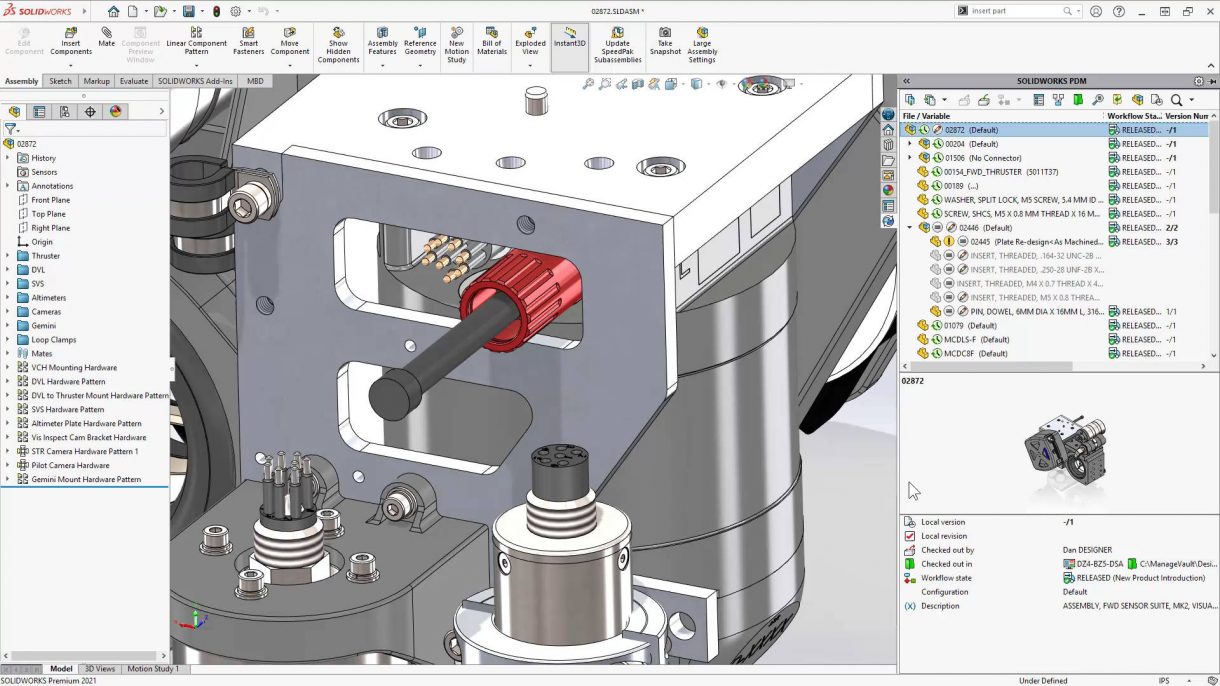 SOLIDWORKS
02872.SLDASM *
insert part
Edit Component
Insert Components
Mate
Component Preview Window
Linear Component Pattern
Smart Fasteners
Move Component
Show Hidden Components
Assembly Features
Reference Geometry
New Motion Study
Bill of Materials
Exploded View
Instant3D
Update SpeedPak Subassemblies
Take Snapshot
Large Assembly Settings
Assembly Sketch Markup Evaluate SOLIDWORKS Add-Ins MBD
02872
History
Sensors
Annotations
Front Plane
Top Plane
Right Plane
Origin
Thruster
DVL
SVS
Altimeters
Cameras
Gemini
Loop Clamps
Mates
VCH Mounting Hardware
DVL Hardware Pattern
DVL to Thruster Mount Hardware Pattern
SVS Hardware Pattern
Altimeter Plate Hardware Pattern
Vis Inspect Cam Bracket Hardware
STR Camera Hardware Pattern 1
Pilot Camera Hardware
Gemini Mount Hardware Pattern
SOLIDWORKS PDM
File / Variable Workflow Sta... Version Num
02872 (Default) RELEASED... -/1
00204 (Default) RELEASED... -/1
01506 (No Connector) RELEASED... -/1
00154_FWD_THRUSTER (5011T37) RELEASED... -/1
00189 (...) RELEASED... -/1
WASHER, SPLIT LOCK, M5 SCREW, 5.4 MM ID ... RELEASED... -/1
SCREW, SHCS, M5 X 0.8 MM THREAD X 16 M... RELEASED... -/1
02446 (Default) RELEASED... 2/2
02445 (Plate Re-design<As Machined... RELEASED... 3/3
INSERT, THREADED, .164-32 UNC-2B ...
INSERT, THREADED, .250-28 UNF-2B X...
INSERT, THREADED, M4 X 0.7 THREAD X 4...
INSERT, THREADED, M5 X 0.8 THREA...
PIN, DOWEL, 6MM DIA X 16MM L, 316... RELEASED... 1/1
01079 (Default) RELEASED... -/1
MCDLS-F (Default) RELEASED... -/1
MCDC8F (Default) RELEASED... -/1
02872
Local version -/1
Local revision
Checked out by Dan DESIGNER
Checked out in DZ4-BZ5-DSA C:\ManageVault\Desi...
Workflow state RELEASED (New Product Introduction)
Configuration Default
Description ASSEMBLY, FWD SENSOR SUITE, MK2, VISUA...
Model 3D Views Motion Study 1
SOLIDWORKS Premium 2021
Under Defined
IPS